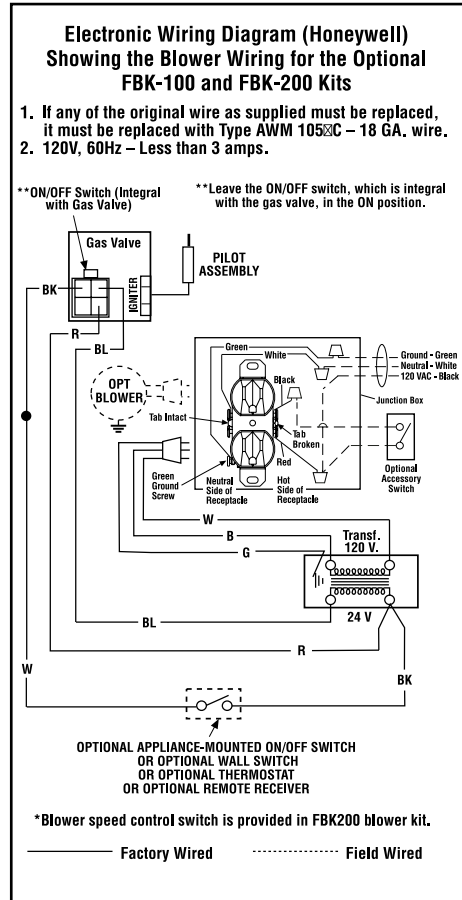 Electronic Wiring Diagram (Honeywell)
Showing the Blower Wiring for the Optional
FBK-100 and FBK-200 Kits
1. If any of the original wire as supplied must be replaced,
it must be replaced with Type AWM 105☒C – 18 GA. wire.
2. 120V, 60Hz – Less than 3 amps.
**ON/OFF Switch (Integral
with Gas Valve)
**Leave the ON/OFF switch, which is integral
with the gas valve, in the ON position.
Gas Valve
IGNITER
PILOT
ASSEMBLY
BK
R
BL
Green
White
Ground - Green
Neutral - White
120 VAC - Black
OPT
BLOWER
Black
Junction Box
Tab Intact
Tab
Broken
Red
Optional
Accessory
Switch
Green
Ground
Screw
Neutral
Side of
Receptacle
Hot
Side of
Receptacle
W
B
G
Transf.
120 V.
24 V
BL
R
W
BK
OPTIONAL APPLIANCE-MOUNTED ON/OFF SWITCH
OR OPTIONAL WALL SWITCH
OR OPTIONAL THERMOSTAT
OR OPTIONAL REMOTE RECEIVER
*Blower speed control switch is provided in FBK200 blower kit.
Factory Wired
Field Wired